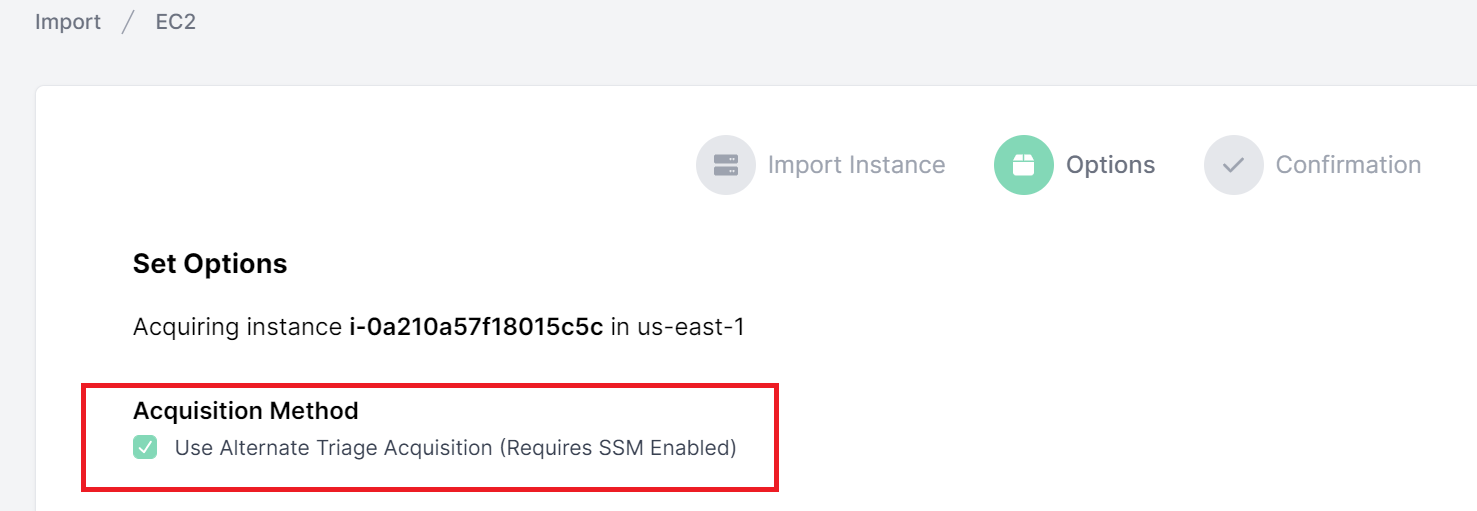 Import / EC2
Import Instance
Options
Confirmation
Set Options
Acquiring instance i-0a210a57f18015c5c in us-east-1
Acquisition Method
Use Alternate Triage Acquisition (Requires SSM Enabled)